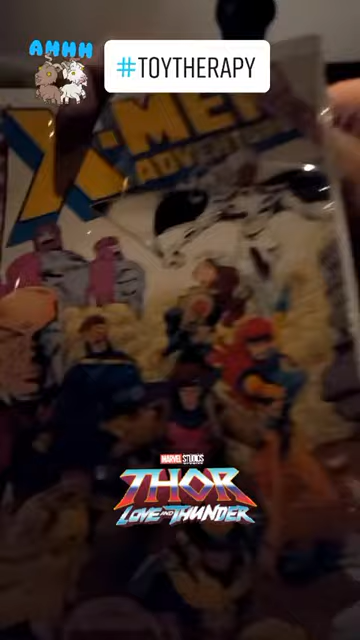 AHHH
#TOYTHERAPY
X-MEN
ADVENTURES
MARVEL STUDIOS
THOR
LOVE AND THUNDER